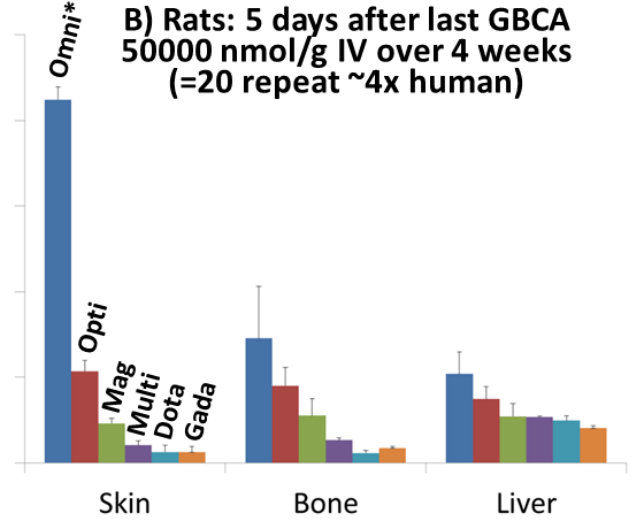 B) Rats: 5 days after last GBCA
50000 nmol/g IV over 4 weeks
(=20 repeat ~4x human)
Omni*
Opti
Mag
Multi
Dota
Gada
Skin
Bone
Liver